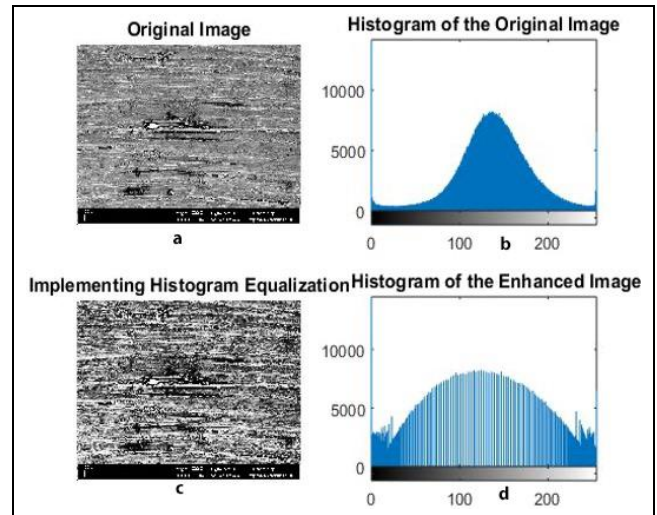 Original Image
Histogram of the Original Image
10000
5000
0
0 100 200
a
b
Implementing Histogram Equalization
Histogram of the Enhanced Image
10000
5000
0
0 100 200
c
d